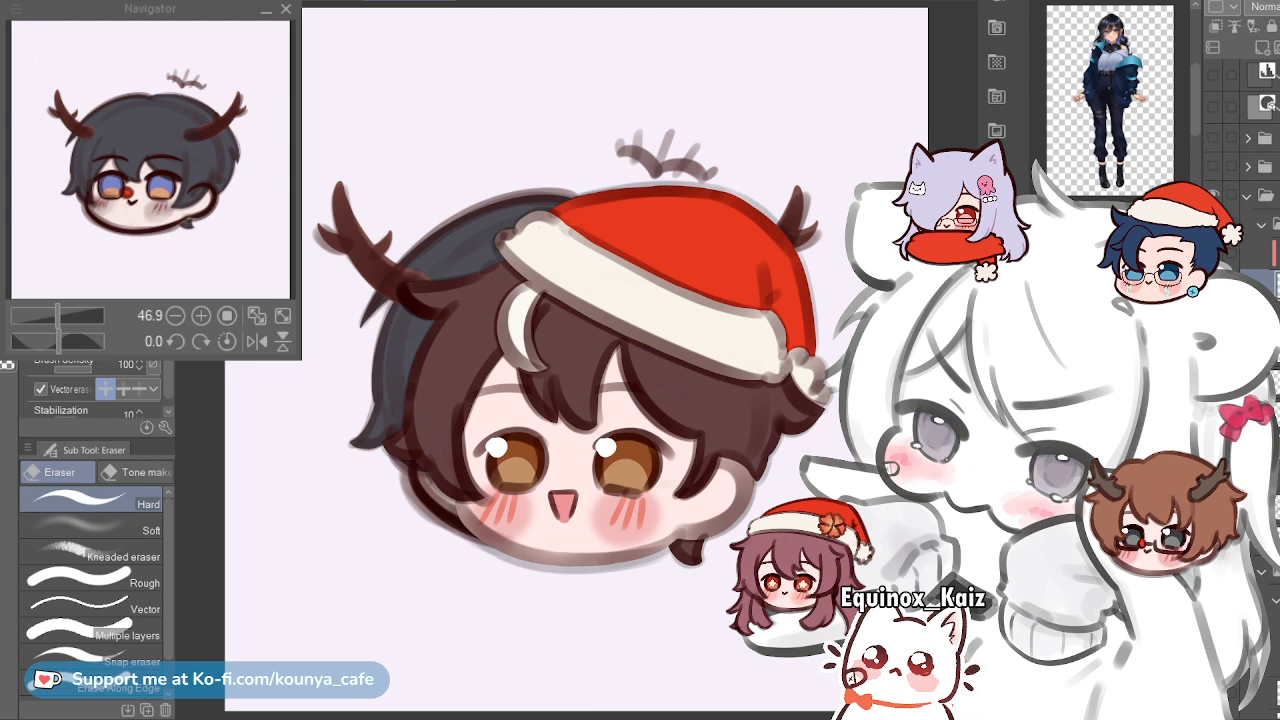 Navigator
46.9
0.0
Norma
Brush density
100
Vector eras
Stabilization
10
Sub Tool: Eraser
Eraser
Tone mak
Hard
Soft
Kneaded eraser
Rough
Vector
Multiple layers
Snap eraser
Erase Along Edge
Support me at Ko-fi.com/kounya_cafe
Equinox_Kaiz